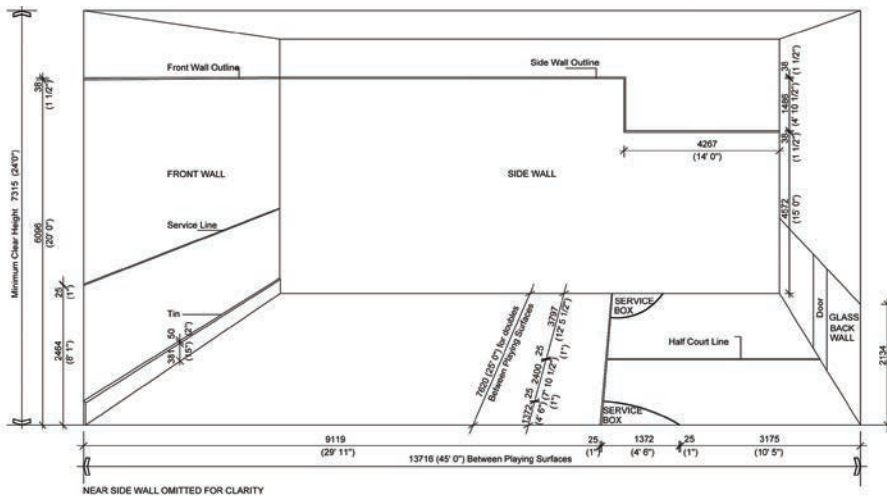 Front Wall Outline
Side Wall Outline
38
(1 1/2")
38
(1 1/2")
1486
(4' 10 1/2")
38
(1 1/2")
4267
(14' 0")
Minimum Clear Height 7315 (24'0")
FRONT WALL
SIDE WALL
6096
(20' 0")
4572
(15' 0")
Service Line
25
(1")
Tin
50
(2")
381
(15")
2464
(8' 1")
7620 (25' 0") for doubles
Between Playing Surfaces
3797
(12' 5 1/2")
25
(1")
2400
(7' 10 1/2")
25
(1")
1372
(4' 6")
SERVICE
BOX
Half Court Line
Door
GLASS
BACK
WALL
2134
SERVICE
BOX
9119
(29' 11")
25
(1")
1372
(4' 6")
25
(1")
3175
(10' 5")
13716 (45' 0") Between Playing Surfaces
NEAR SIDE WALL OMITTED FOR CLARITY